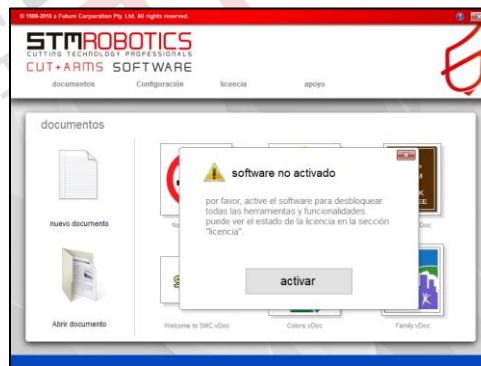 © 1988-2018 a Future Corporation Pty. Ltd. All rights reserved.
STMROBOTICS
CUTTING TECHNOLOGY PROFESSIONALS
CUT+ARMS SOFTWARE
documentos Configuración licencia apoyo
documentos
software no activado
por favor, active el software para desbloquear
todas las herramientas y funcionalidades.
puede ver el estado de la licencia en la sección
"licencia".
activar
nuevo documento
Abrir documento
Welcome to SMC.vDoc
Colera.vDoc
Family.vDoc